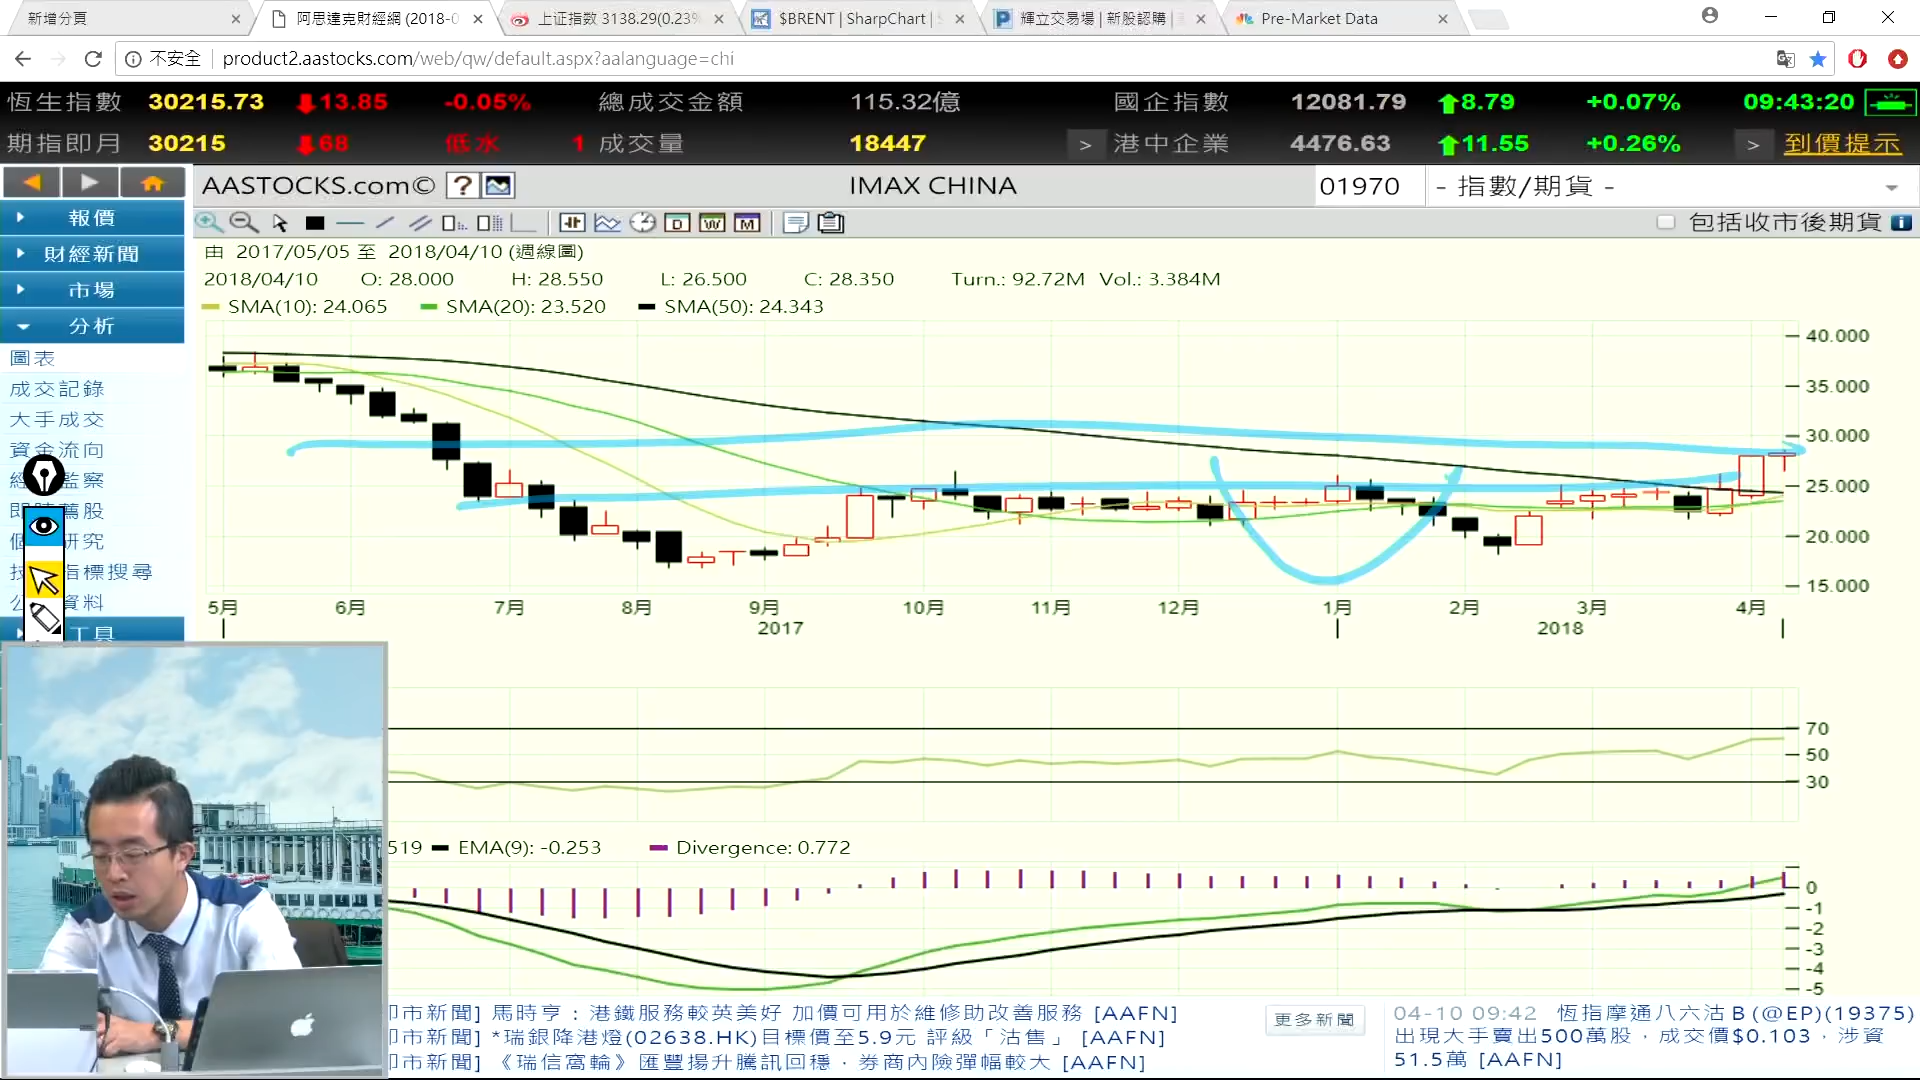 新增分頁
阿思達克財經網 (2018-0
上证指数 3138.29(0.23%
$BRENT | SharpChart |
輝立交易場 | 新股認購 |
Pre-Market Data
不安全 product2.aastocks.com/web/qw/default.aspx?aalanguage=chi
恆生指數 30215.73 13.85 -0.05% 總成交金額 115.32億 國企指數 12081.79 8.79 +0.07% 09:43:20
期指即月 30215 68 低水 1 成交量 18447 > 港中企業 4476.63 11.55 +0.26% > 到價提示
AASTOCKS.com© ? IMAX CHINA 01970 - 指數/期貨 -
D W M 包括收市後期貨 i
報價
財經新聞
市場
分析
圖表
成交記錄
大手成交
資金流向
監察
薦股
研究
指標搜尋
資料
工具
由 2017/05/05 至 2018/04/10 (週線圖)
2018/04/10 O: 28.000 H: 28.550 L: 26.500 C: 28.350 Turn.: 92.72M Vol.: 3.384M
SMA(10): 24.065 SMA(20): 23.520 SMA(50): 24.343
40.000
35.000
30.000
25.000
20.000
15.000
5月 6月 7月 8月 9月 10月 11月 12月 1月 2月 3月 4月
2017 2018
70
50
30
519 EMA(9): -0.253 Divergence: 0.772
0
-1
-2
-3
-4
-5
市新聞] 馬時亨：港鐵服務較英美好 加價可用於維修助改善服務 [AAFN]
市新聞] *瑞銀降港燈(02638.HK)目標價至5.9元 評級「沽售」 [AAFN]
市新聞] 《瑞信窩輪》匯豐揚升騰訊回穩．券商內險彈幅較大 [AAFN]
更多新聞
04-10 09:42 恆指摩通八六沽Ｂ(@EP)(19375)
出現大手賣出500萬股．成交價$0.103．涉資
51.5萬 [AAFN]